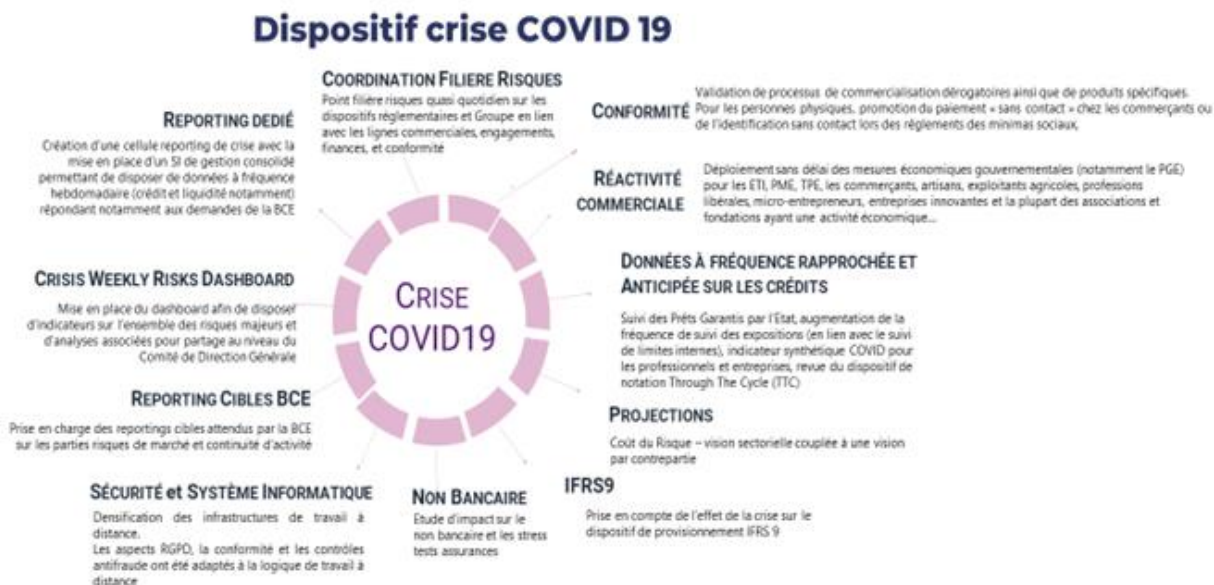 Dispositif crise COVID 19
COORDINATION FILIERE RISQUES
Point filière risques quasi quotidien sur les
dispositifs réglementaires et Groupe en lien
avec les lignes commerciales, engagements,
finances, et conformité
CONFORMITÉ
Validation de processus de commercialisation dérogatoires ainsi que de produits spécifiques.
Pour les personnes physiques, promotion du paiement « sans contact » chez les commerçants ou
de l'identification sans contact lors des règlements des minimas sociaux.
RÉACTIVITÉ
COMMERCIALE
Déploiement sans délai des mesures économiques gouvernementales (notamment le PGE)
pour les ETI, PME, TPE, les commerçants, artisans, exploitants agricoles, professions
libérales, micro-entrepreneurs, entreprises innovantes et la plupart des associations et
fondations ayant une activité économique...
DONNÉES À FRÉQUENCE RAPPROCHÉE ET
ANTICIPÉE SUR LES CRÉDITS
Suivi des Prêts Garantis par l'Etat, augmentation de la
fréquence de suivi des expositions (en lien avec le suivi
de limites internes), indicateur synthétique COVID pour
les professionnels et entreprises, revue du dispositif de
notation Through The Cycle (TTC)
PROJECTIONS
Coût du Risque – vision sectorielle couplée à une vision
par contrepartie
IFRS9
Prise en compte de l'effet de la crise sur le
dispositif de provisionnement IFRS 9
NON BANCAIRE
Etude d'impact sur le
non bancaire et les stress
tests assurances
SÉCURITÉ et SYSTÈME INFORMATIQUE
Densification des infrastructures de travail à
distance.
Les aspects RGPD, la conformité et les contrôles
antifraude ont été adaptés à la logique de travail à
distance
REPORTING CIBLES BCE
Prise en charge des reportings cibles attendus par la BCE
sur les parties risques de marché et continuité d'activité
CRISIS WEEKLY RISKS DASHBOARD
Mise en place du dashboard afin de disposer
d'indicateurs sur l'ensemble des risques majeurs et
d'analyses associées pour partage au niveau du
Comité de Direction Générale
REPORTING DEDIÉ
Création d'une cellule reporting de crise avec la
mise en place d'un SI de gestion consolidé
permettant de disposer de données à fréquence
hebdomadaire (crédit et liquidité notamment)
répondant notamment aux demandes de la BCE
CRISE
COVID19